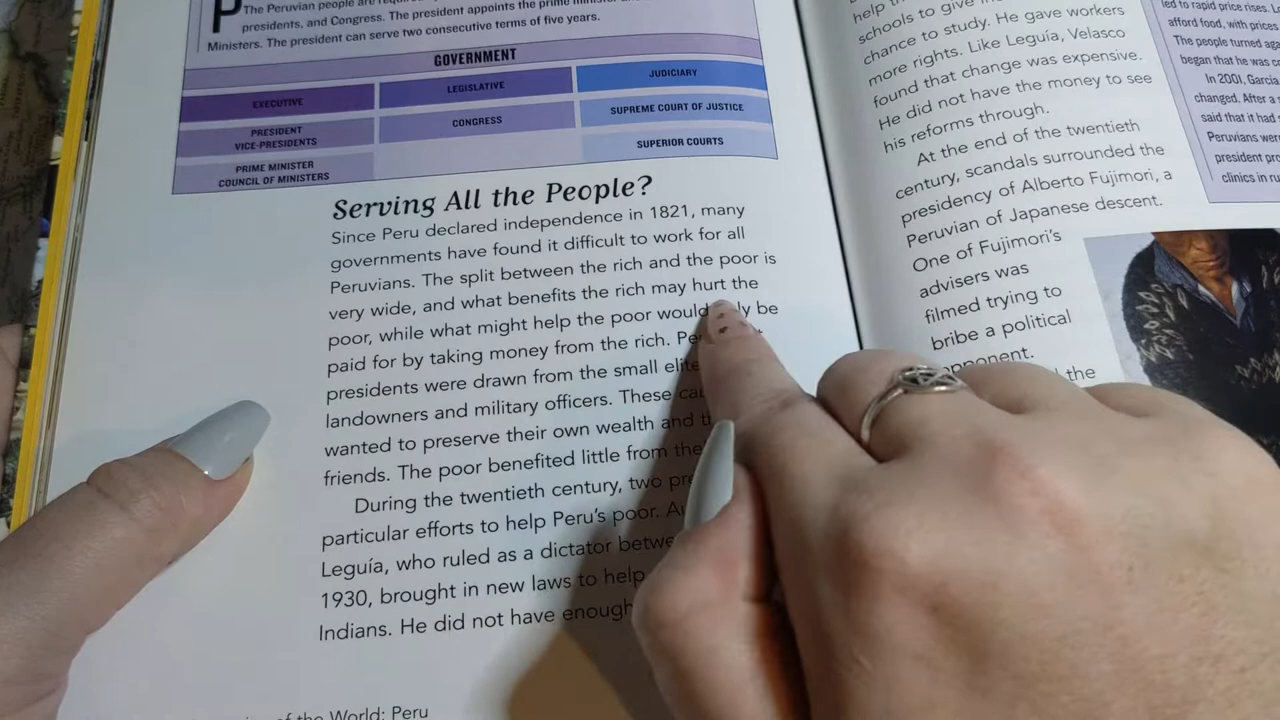 The Peruvian people are
presidents, and Congress. The president appoints the prime
Ministers. The president can serve two consecutive terms of five years.
GOVERNMENT
EXECUTIVE
LEGISLATIVE
JUDICIARY
PRESIDENT
VICE-PRESIDENTS
CONGRESS
SUPREME COURT OF JUSTICE
PRIME MINISTER
COUNCIL OF MINISTERS
SUPERIOR COURTS
Serving All the People?
Since Peru declared independence in 1821, many
governments have found it difficult to work for all
Peruvians. The split between the rich and the poor is
very wide, and what benefits the rich may hurt the
poor, while what might help the poor would be
paid for by taking money from the rich.
presidents were drawn from the small elite
landowners and military officers. These
wanted to preserve their own wealth and
friends. The poor benefited little from
During the twentieth century, two
particular efforts to help Peru's poor.
Leguía, who ruled as a dictator
1930, brought in new laws to help
Indians. He did not have enough
of the World: Peru
help
schools to give
chance to study. He gave workers
more rights. Like Leguía, Velasco
found that change was expensive.
He did not have the money to see
his reforms through.
At the end of the twentieth
century, scandals surrounded the
presidency of Alberto Fujimori, a
Peruvian of Japanese descent.
One of Fujimori's
advisers was
filmed trying to
bribe a political
opponent.
the
led to rapid price rises.
afford food, with prices
The people turned
began that he was
In 2001, Garcia
changed. After a
said that it had
Peruvians were
president
clinics in